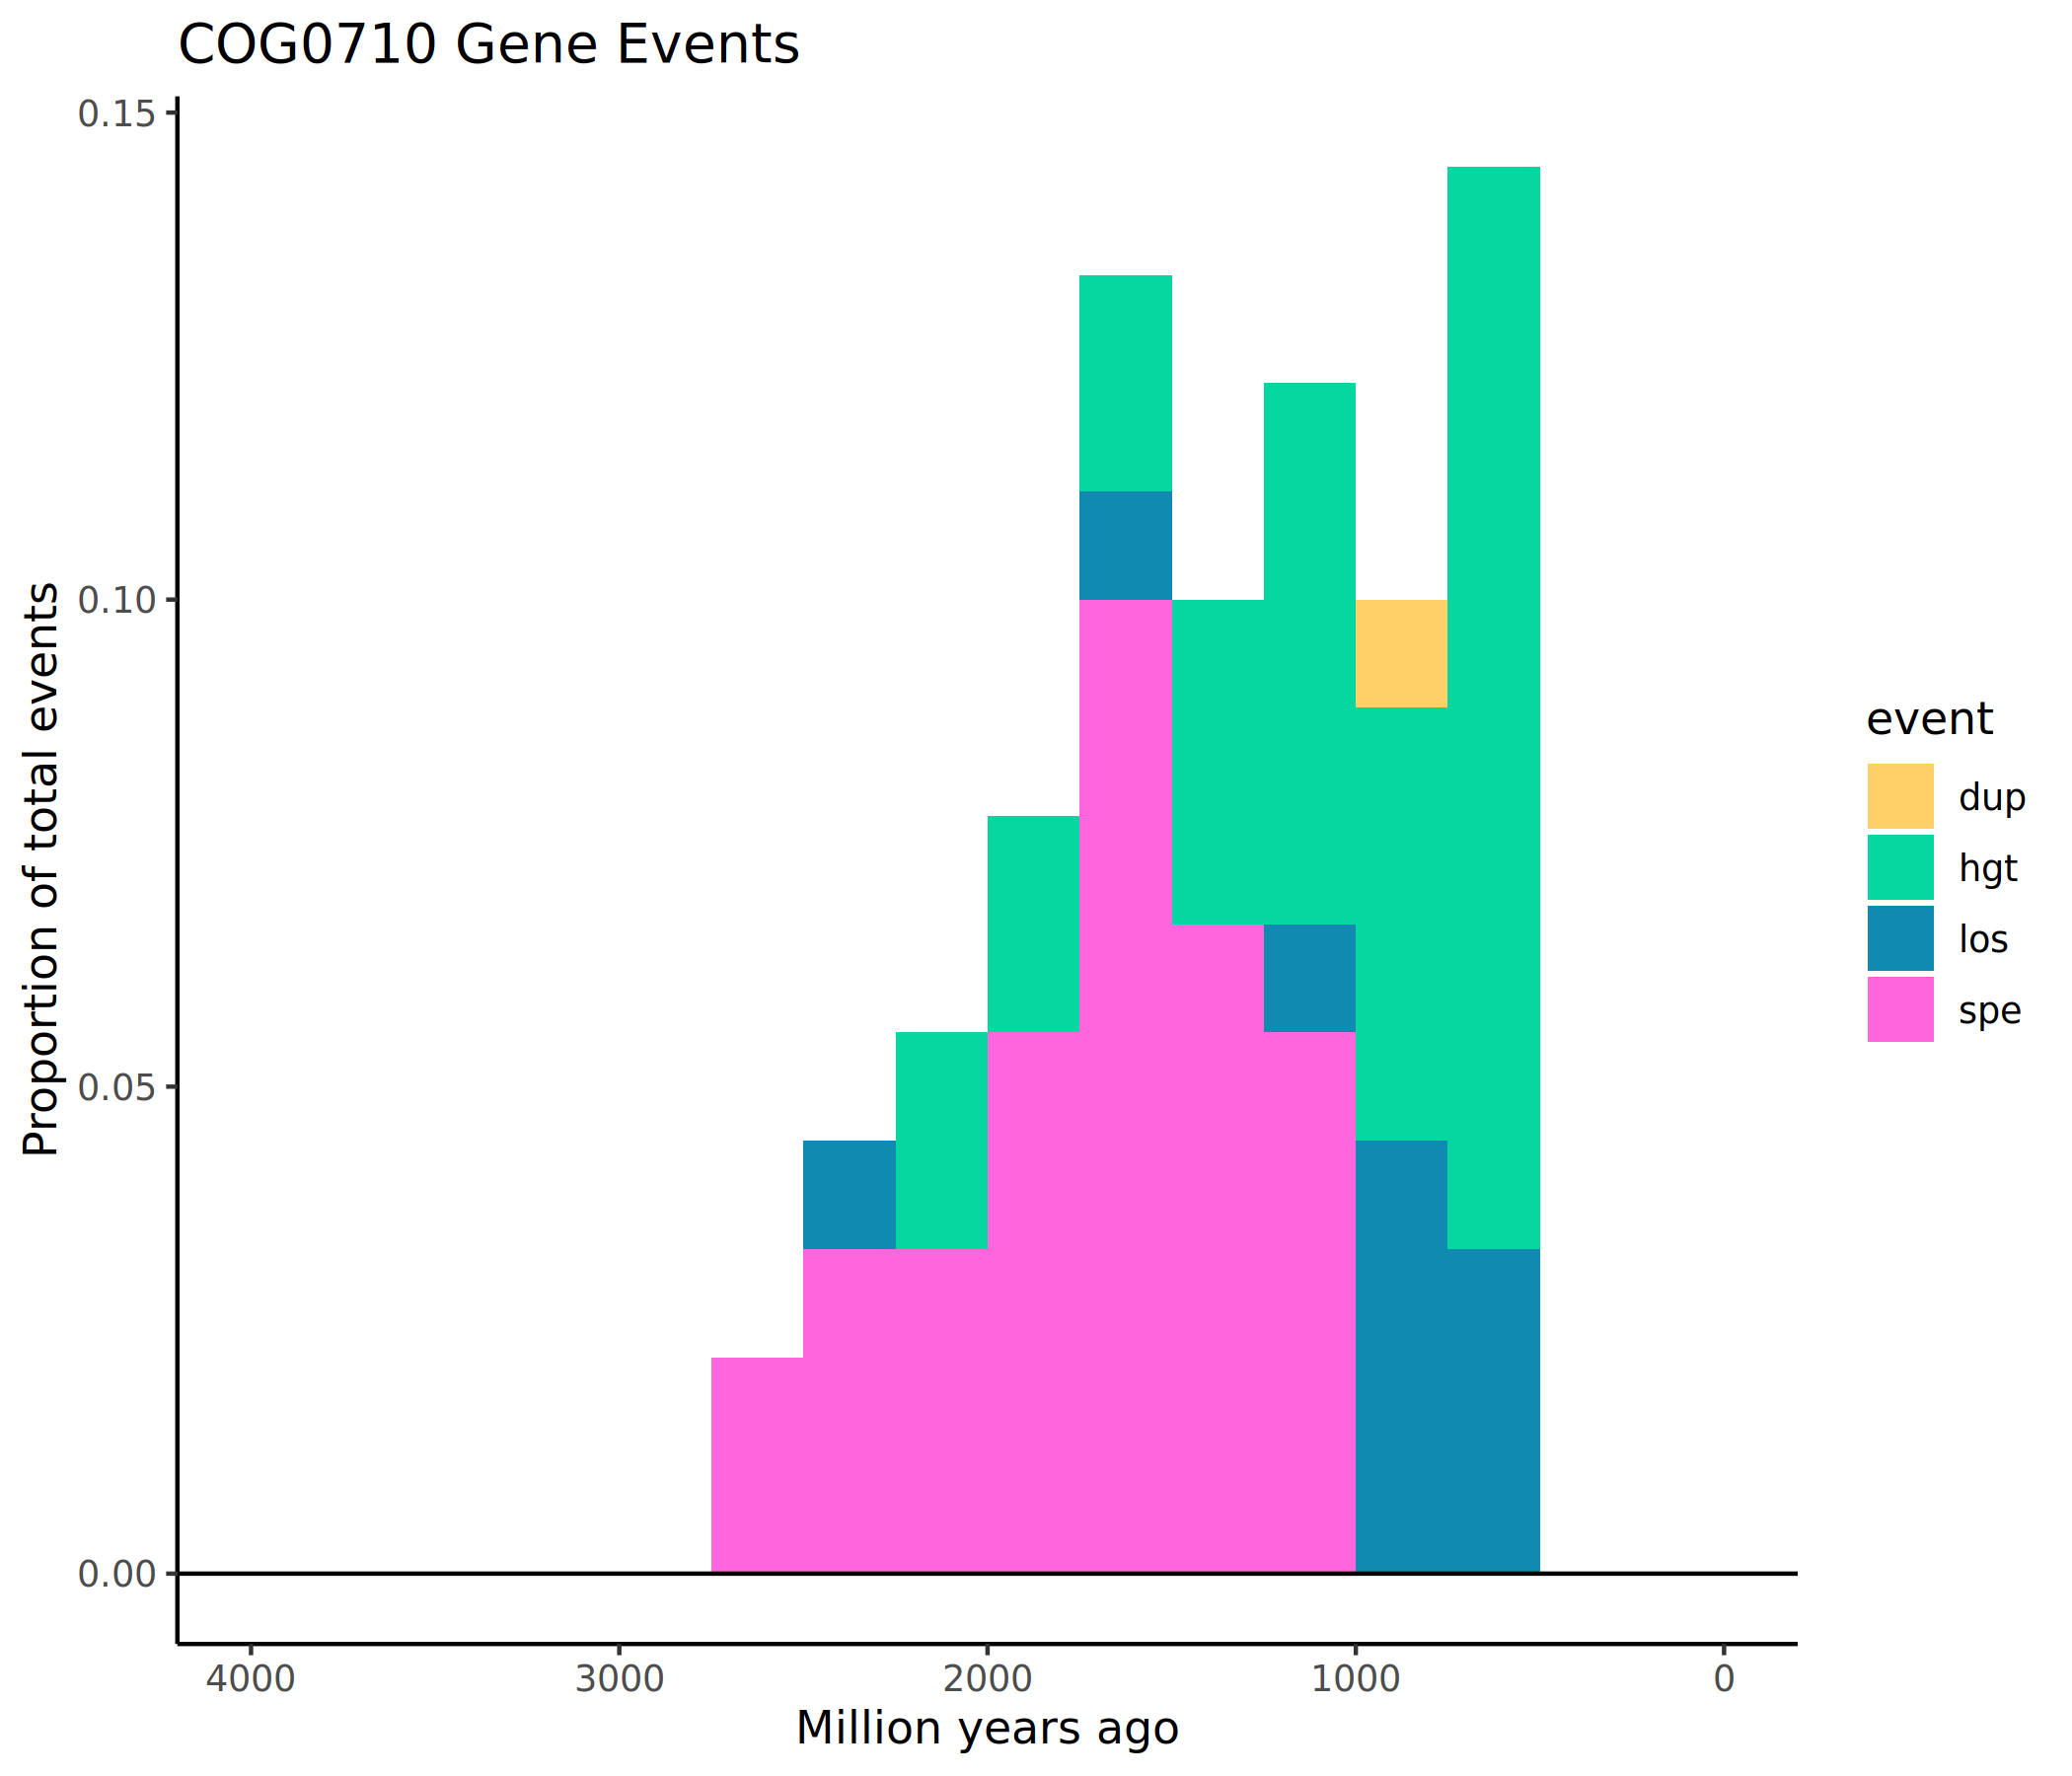 COG0710 Gene Events
Proportion of total events
0.15
0.10
0.05
0.00
4000 3000 2000 1000 0
Million years ago
event
dup
hgt
los
spe